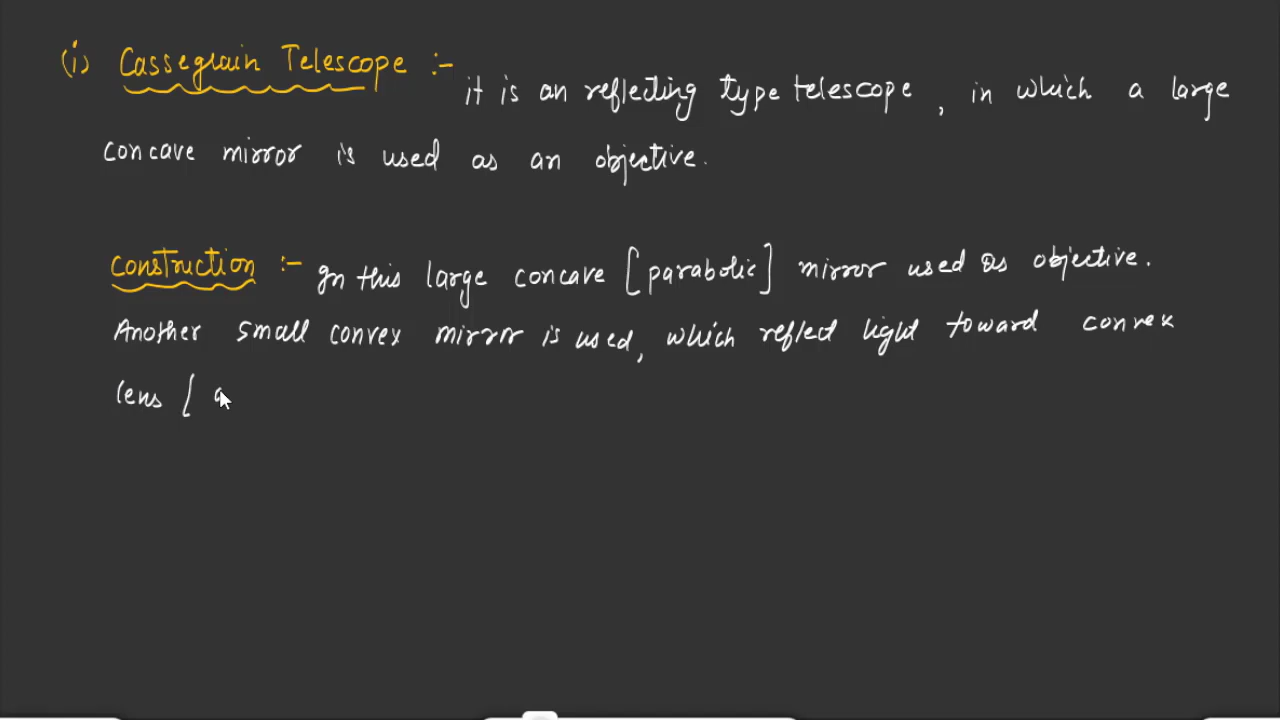 (i) Cassegrain Telescope :- it is an reflecting type telescope, in which a large
concave mirror is used as an objective.
Construction :- In this large concave [parabolic] mirror used as objective.
Another small convex mirror is used, which reflect light toward convex
lens [